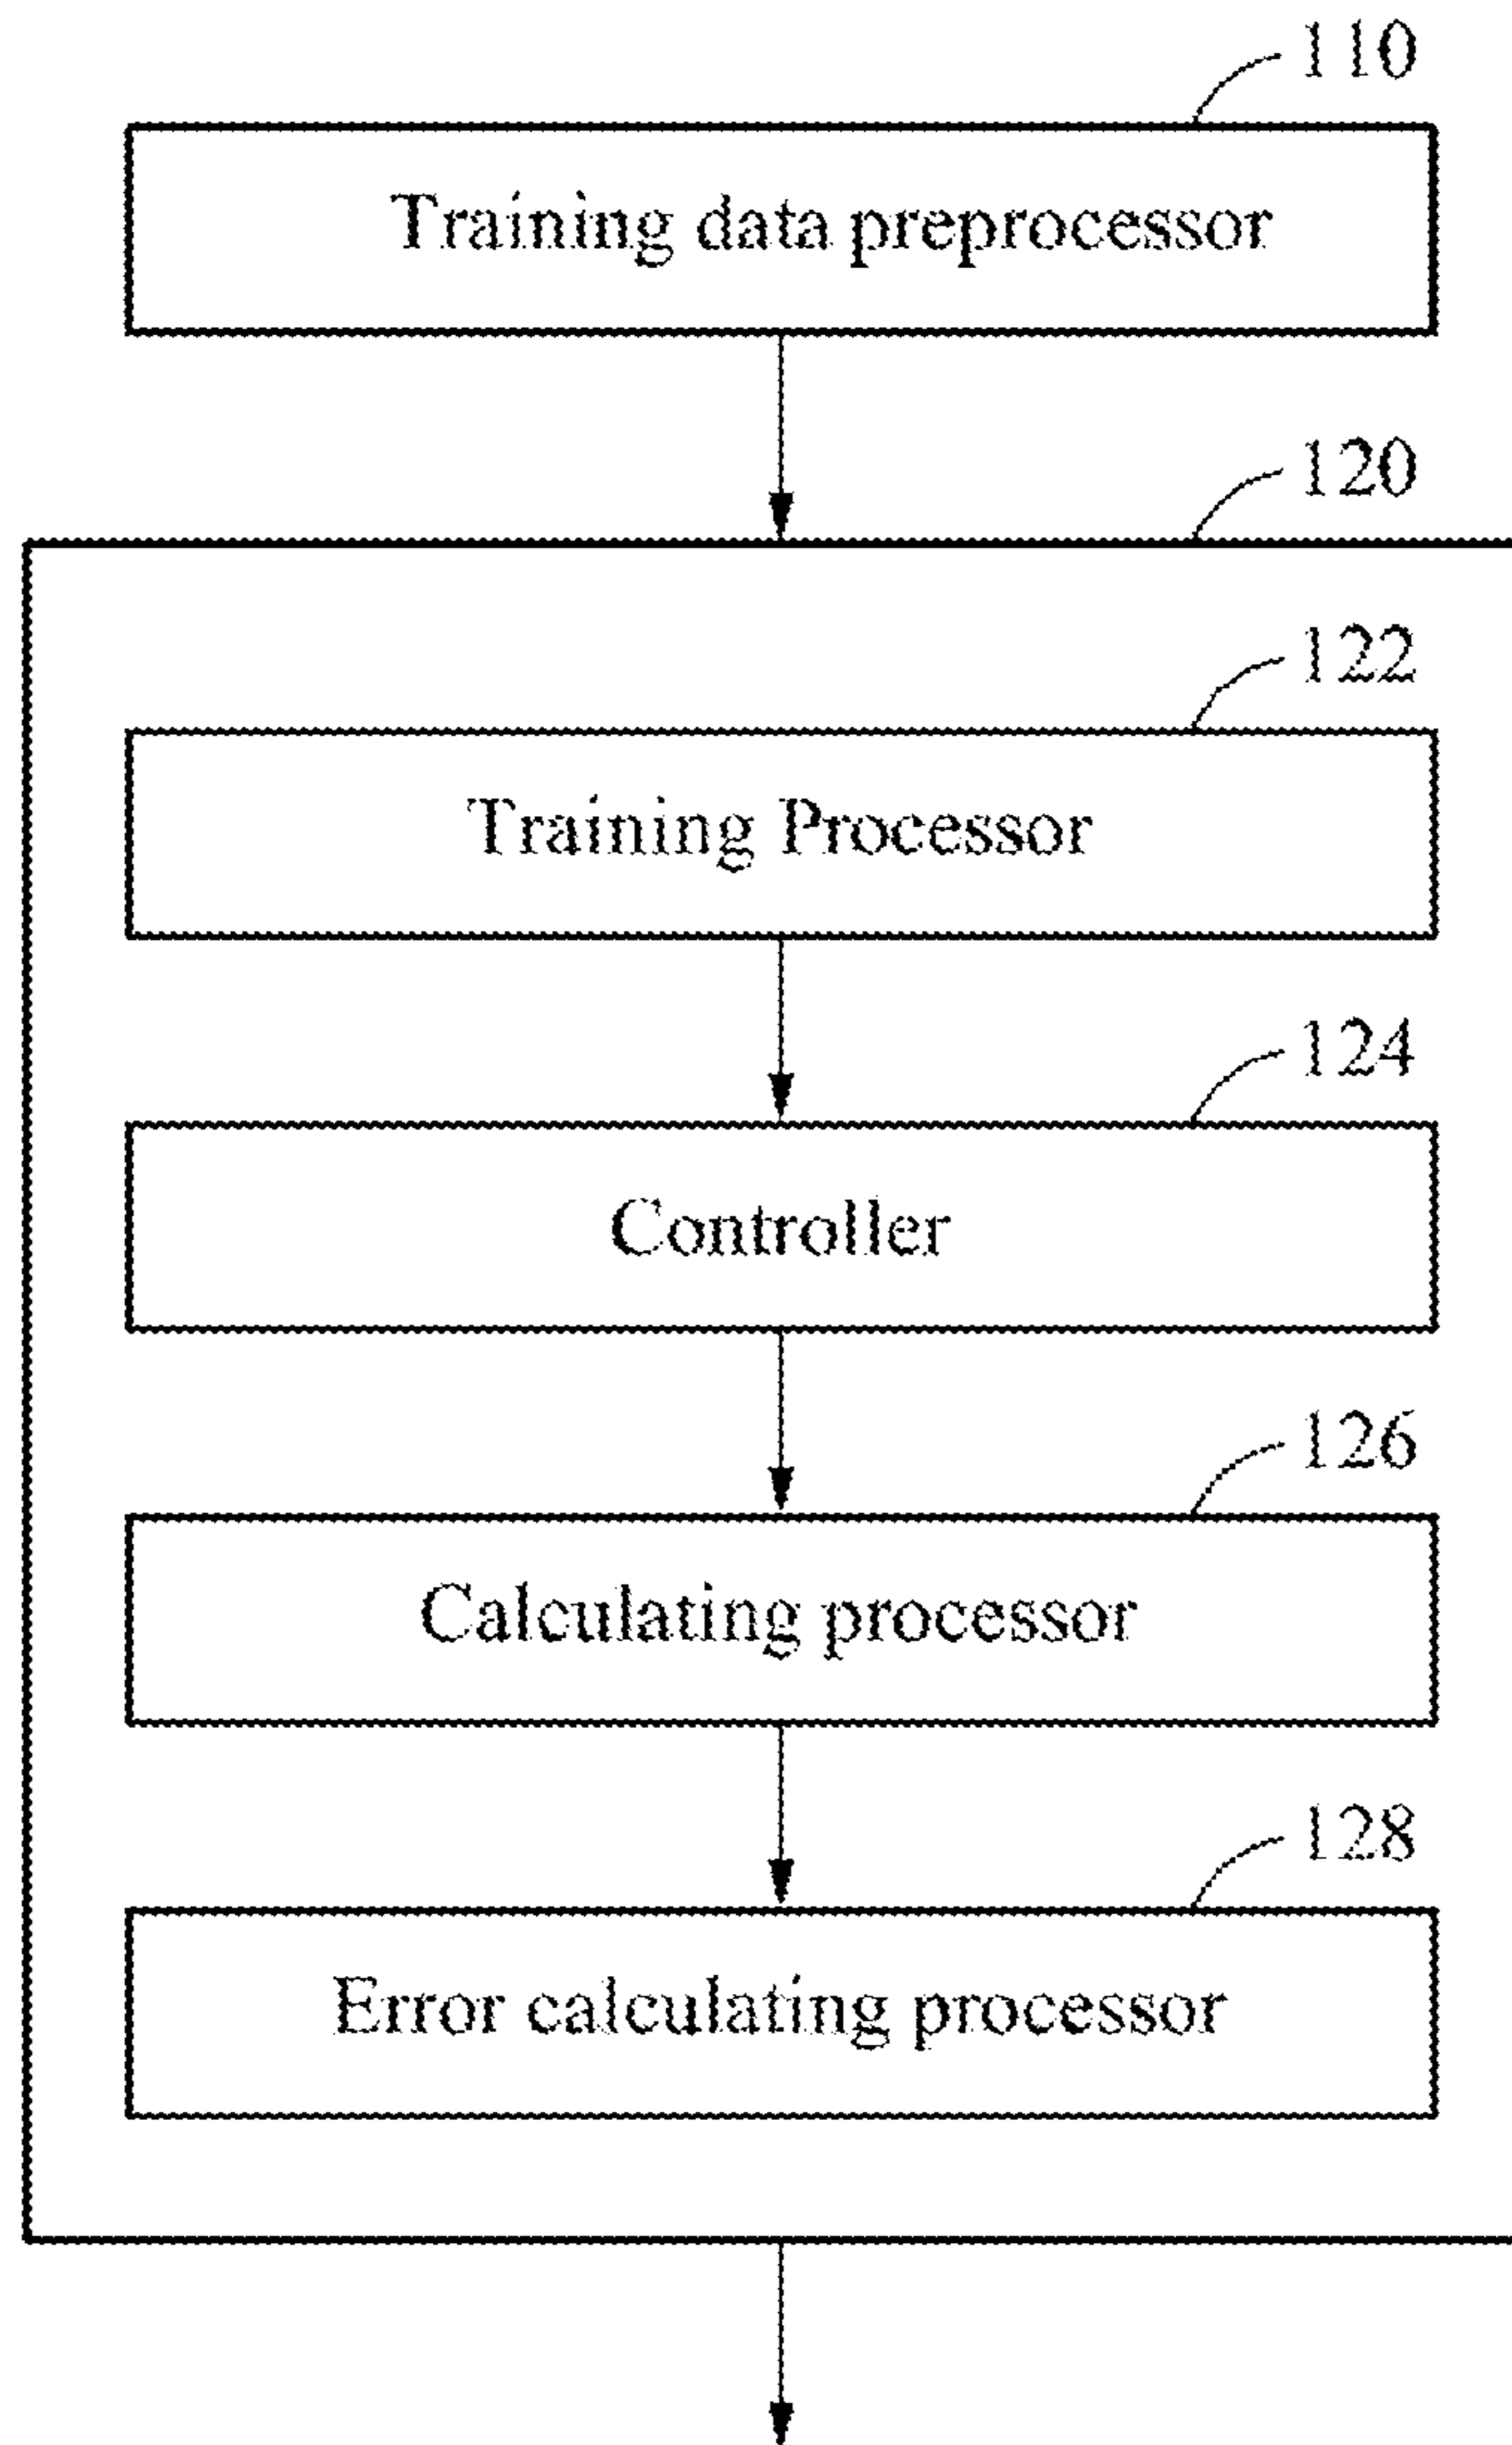 110
Training data preprocessor
120
122
Training Processor
124
Controller
126
Calculating processor
128
Error calculating processor